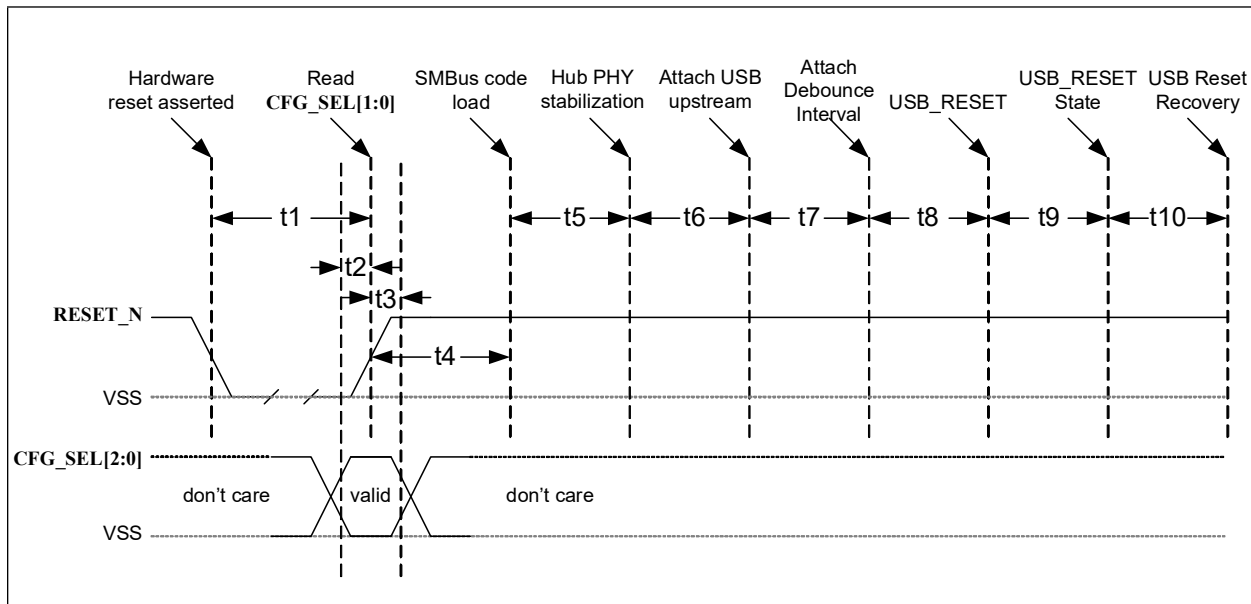 Hardware
reset asserted
Read
CFG_SEL[1:0]
SMBus code
load
Hub PHY
stabilization
Attach USB
upstream
Attach
Debounce
Interval
USB_RESET
USB_RESET
State
USB Reset
Recovery
t1
t5
t6
t7
t8
t9
t10
t2
t3
RESET_N
t4
VSS
CFG_SEL[2:0]
don't care
valid
don't care
VSS